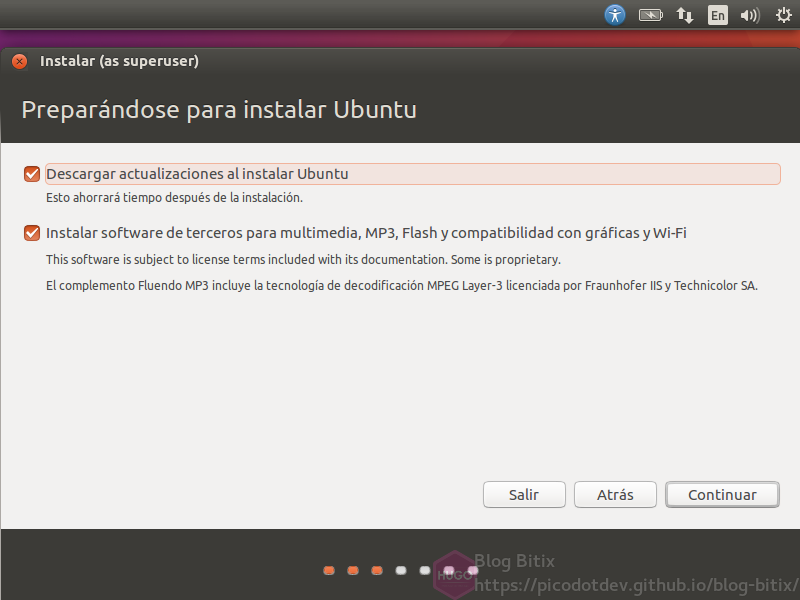 En
Instalar (as superuser)
Preparándose para instalar Ubuntu
Descargar actualizaciones al instalar Ubuntu
Esto ahorrará tiempo después de la instalación.
Instalar software de terceros para multimedia, MP3, Flash y compatibilidad con gráficas y Wi-Fi
This software is subject to license terms included with its documentation. Some is proprietary.
El complemento Fluendo MP3 incluye la tecnología de decodificación MPEG Layer-3 licenciada por Fraunhofer IIS y Technicolor SA.
Salir Atrás Continuar
Blog Bitix
HUGO
https://picodotdev.github.io/blog-bitix/